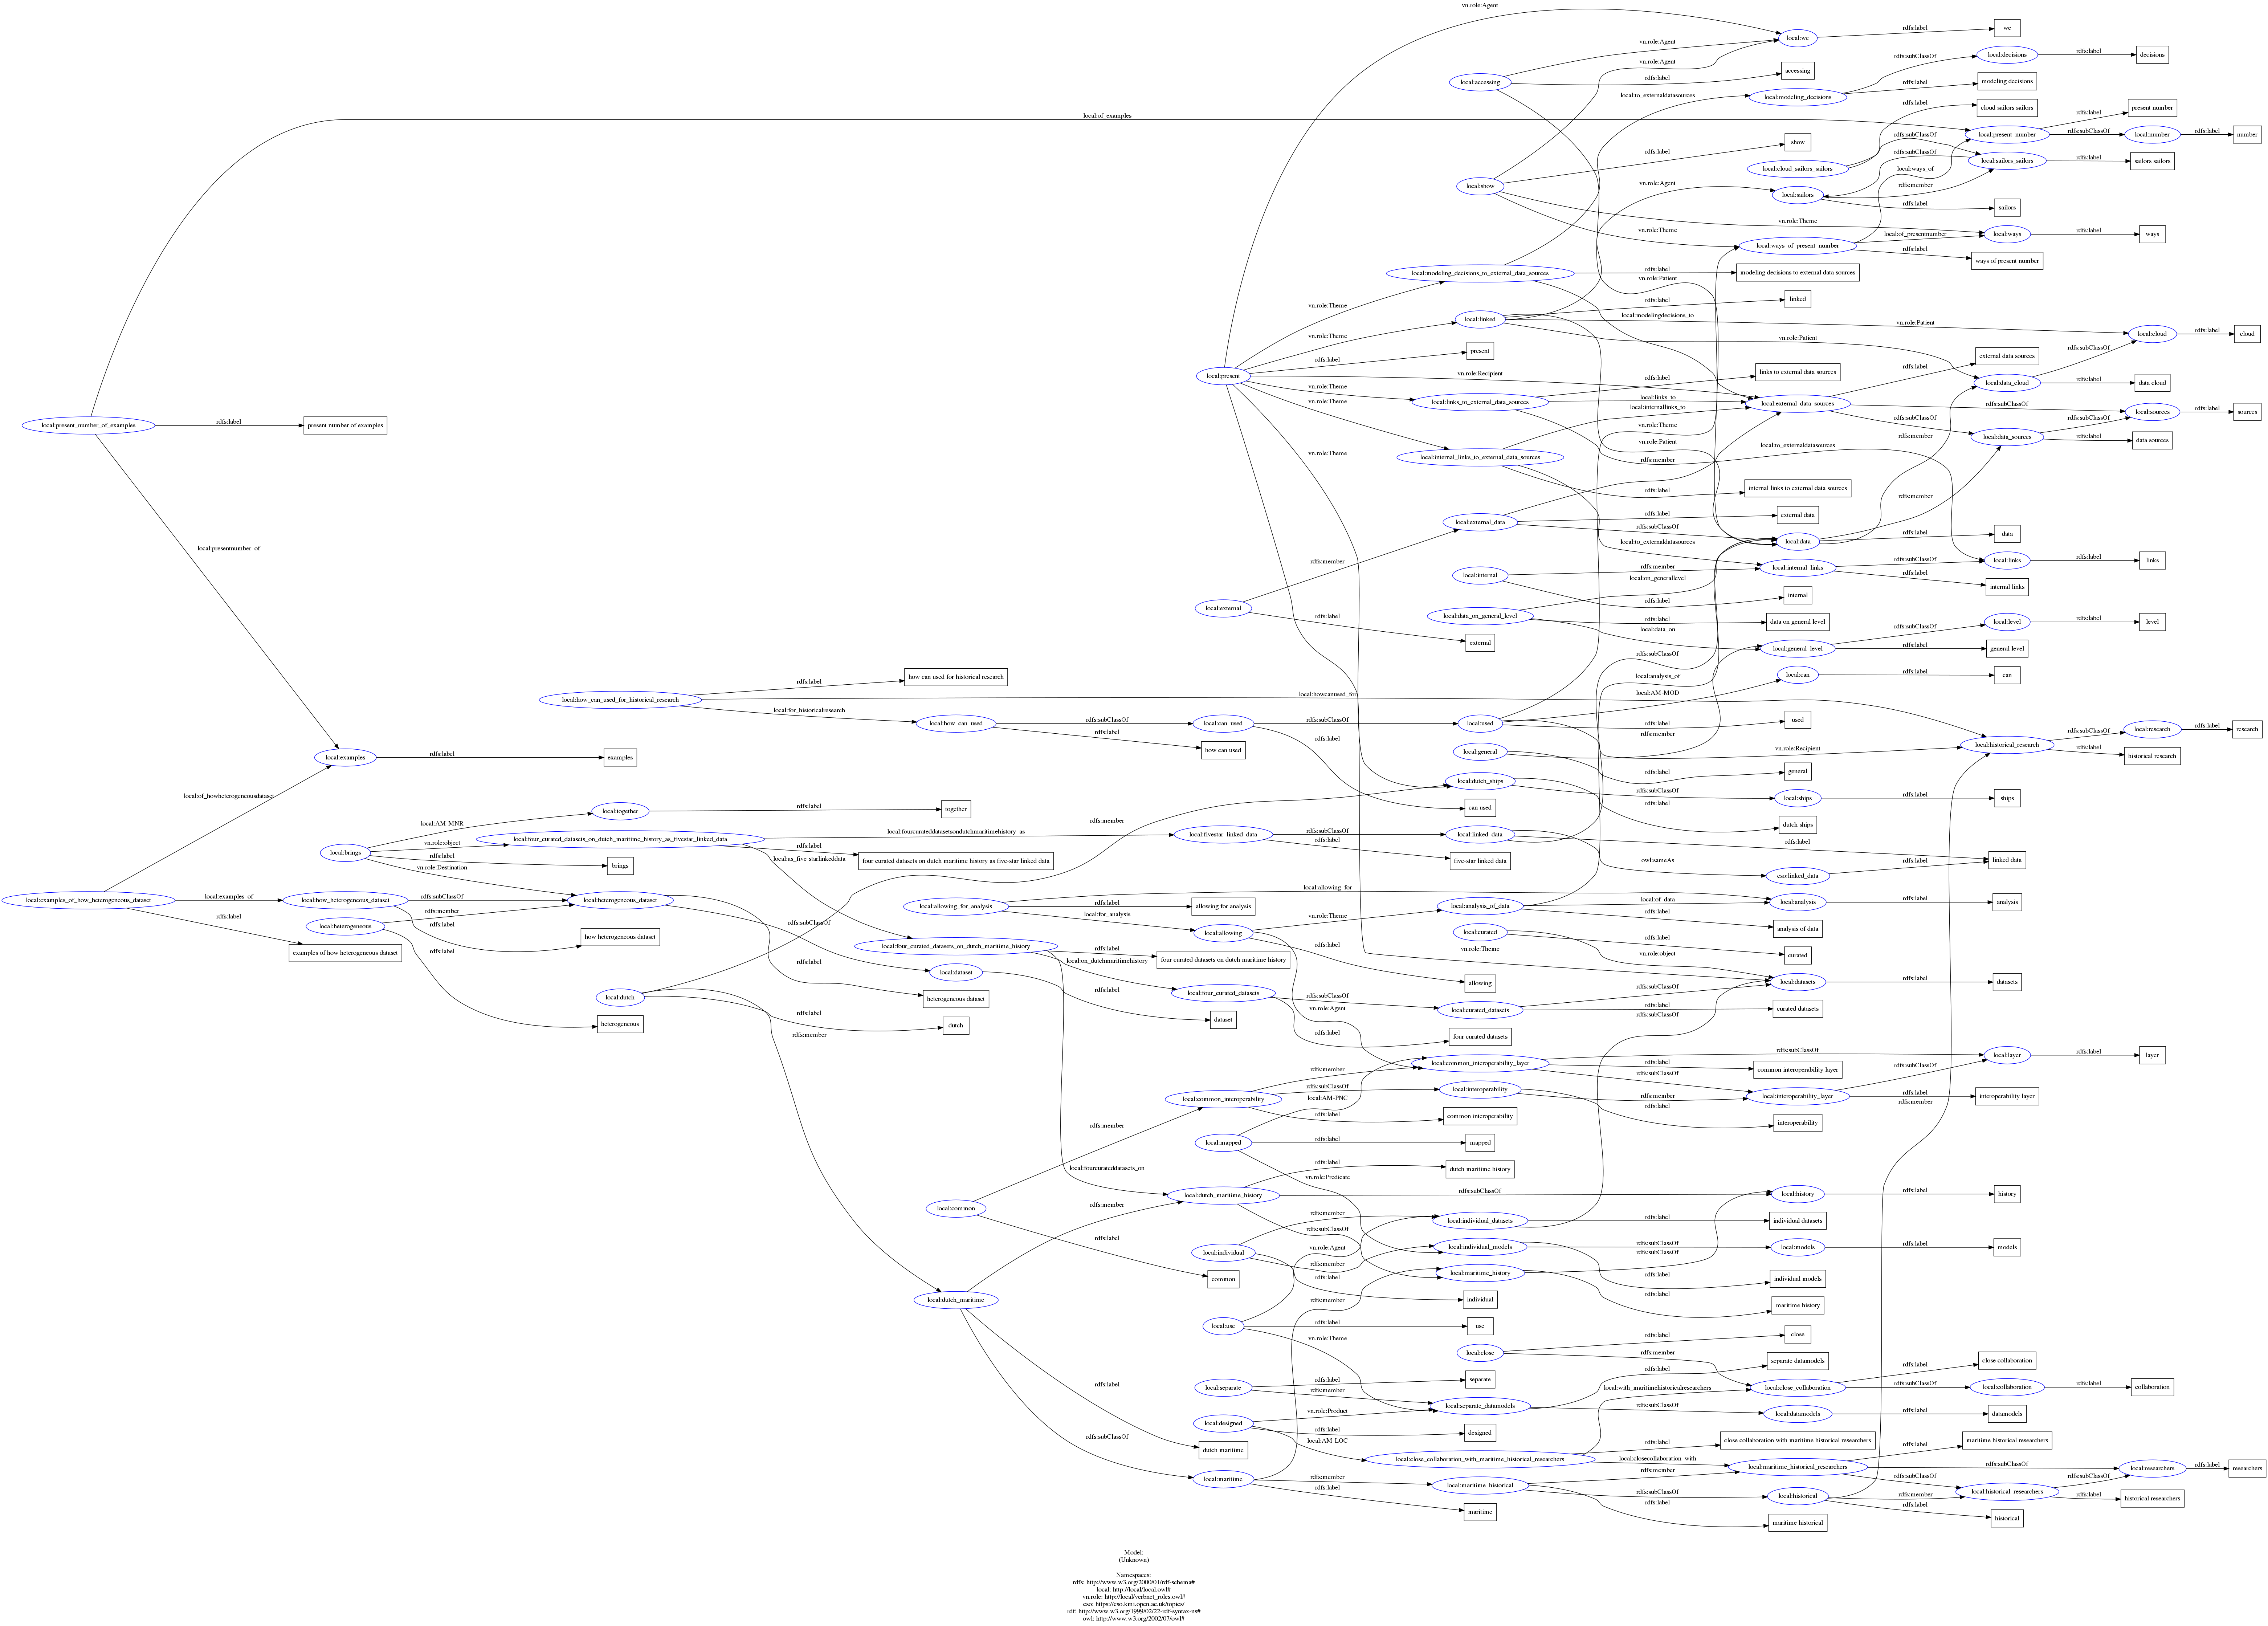 vn.role:Agent
local:we
rdfs:label
we
vn.role:Agent
local:decisions
rdfs:subClassOf
rdfs:label
decisions
vn.role:Agent
local:accessing
rdfs:label
accessing
rdfs:label
modeling decisions
local:to_externaldatasources
local:modeling_decisions
rdfs:label
cloud sailors sailors
local:of_examples
rdfs:label
present number
local:present_number
rdfs:subClassOf
local:number
rdfs:label
number
rdfs:subClassOf
show
rdfs:label
rdfs:subClassOf
local:sailors_sailors
rdfs:label
sailors sailors
local:cloud_sailors_sailors
local:ways_of
local:show
vn.role:Agent
rdfs:member
local:sailors
rdfs:label
sailors
vn.role:Theme
vn.role:Theme
local:of_presentnumber
local:ways
rdfs:label
ways
local:ways_of_present_number
rdfs:label
ways of present number
local:modeling_decisions_to_external_data_sources
rdfs:label
modeling decisions to external data sources
vn.role:Patient
vn.role:Theme
rdfs:label
linked
local:linked
local:modelingdecisions_to
vn.role:Patient
local:cloud
rdfs:label
cloud
vn.role:Theme
vn.role:Patient
rdfs:subClassOf
present
rdfs:label
external data sources
rdfs:label
local:present
vn.role:Recipient
rdfs:label
links to external data sources
local:data_cloud
rdfs:label
data cloud
vn.role:Theme
local:links_to_external_data_sources
local:links_to
local:external_data_sources
rdfs:subClassOf
local:sources
rdfs:label
sources
vn.role:Theme
local:internallinks_to
rdfs:subClassOf
rdfs:subClassOf
local:present_number_of_examples
rdfs:label
present number of examples
vn.role:Theme
local:data_sources
rdfs:label
data sources
vn.role:Patient
rdfs:member
local:to_externaldatasources
vn.role:Theme
local:internal_links_to_external_data_sources
rdfs:member
rdfs:label
internal links to external data sources
rdfs:member
rdfs:label
external data
local:external_data
rdfs:subClassOf
rdfs:label
data
local:data
local:presentnumber_of
local:to_externaldatasources
rdfs:member
local:links
rdfs:label
links
rdfs:subClassOf
local:internal
rdfs:member
local:internal_links
local:on_generallevel
rdfs:label
internal links
rdfs:label
internal
local:external
rdfs:label
local:data_on_general_level
rdfs:label
data on general level
local:level
rdfs:label
level
local:data_on
rdfs:subClassOf
external
local:general_level
rdfs:label
general level
rdfs:subClassOf
how can used for historical research
rdfs:label
local:analysis_of
local:can
rdfs:label
can
local:how_can_used_for_historical_research
local:howcanused_for
local:AM-MOD
local:for_historicalresearch
local:how_can_used
rdfs:subClassOf
local:can_used
rdfs:subClassOf
local:used
rdfs:label
used
rdfs:label
how can used
rdfs:label
rdfs:member
local:research
rdfs:label
research
rdfs:subClassOf
local:general
vn.role:Recipient
local:historical_research
rdfs:label
historical research
local:examples
rdfs:label
examples
rdfs:label
general
local:dutch_ships
rdfs:subClassOf
local:ships
rdfs:label
ships
local:of_howheterogeneousdataset
rdfs:label
can used
local:together
rdfs:label
together
rdfs:member
local:AM-MNR
dutch ships
local:fourcurateddatasetsondutchmaritimehistory_as
local:fivestar_linked_data
rdfs:subClassOf
local:linked_data
rdfs:label
vn.role:object
local:four_curated_datasets_on_dutch_maritime_history_as_fivestar_linked_data
rdfs:label
local:brings
rdfs:label
brings
local:as_five-starlinkeddata
rdfs:label
four curated datasets on dutch maritime history as five-star linked data
five-star linked data
owl:sameAs
linked data
vn.role:Destination
cso:linked_data
rdfs:label
local:allowing_for
local:examples_of_how_heterogeneous_dataset
local:examples_of
local:how_heterogeneous_dataset
rdfs:subClassOf
local:heterogeneous_dataset
local:allowing_for_analysis
rdfs:label
allowing for analysis
local:analysis_of_data
local:of_data
local:analysis
rdfs:label
analysis
rdfs:label
rdfs:member
rdfs:subClassOf
local:for_analysis
vn.role:Theme
rdfs:label
analysis of data
local:heterogeneous
rdfs:label
how heterogeneous dataset
local:allowing
local:curated
examples of how heterogeneous dataset
rdfs:label
local:four_curated_datasets_on_dutch_maritime_history
rdfs:label
four curated datasets on dutch maritime history
rdfs:label
rdfs:label
curated
vn.role:Theme
vn.role:object
rdfs:label
local:on_dutchmaritimehistory
local:dataset
rdfs:label
allowing
local:datasets
rdfs:label
datasets
local:dutch
heterogeneous dataset
local:four_curated_datasets
rdfs:subClassOf
local:curated_datasets
rdfs:subClassOf
rdfs:label
curated datasets
rdfs:subClassOf
rdfs:label
heterogeneous
dutch
dataset
vn.role:Agent
rdfs:member
rdfs:label
four curated datasets
local:common_interoperability_layer
rdfs:subClassOf
local:layer
rdfs:label
layer
rdfs:member
rdfs:label
common interoperability layer
rdfs:subClassOf
rdfs:subClassOf
local:common_interoperability
rdfs:subClassOf
local:interoperability
local:AM-PNC
rdfs:member
local:interoperability_layer
rdfs:label
interoperability layer
rdfs:member
rdfs:label
rdfs:label
common interoperability
interoperability
rdfs:member
local:mapped
rdfs:label
mapped
local:fourcurateddatasets_on
rdfs:label
dutch maritime history
vn.role:Predicate
local:dutch_maritime_history
rdfs:subClassOf
local:history
rdfs:label
history
rdfs:member
local:common
rdfs:member
local:individual_datasets
rdfs:label
individual datasets
rdfs:subClassOf
rdfs:label
local:individual
vn.role:Agent
local:individual_models
rdfs:subClassOf
local:models
rdfs:label
models
rdfs:subClassOf
rdfs:member
common
rdfs:label
local:maritime_history
rdfs:label
individual models
local:dutch_maritime
rdfs:member
individual
rdfs:label
maritime history
local:use
rdfs:label
use
vn.role:Theme
rdfs:label
close
local:close
rdfs:member
separate datamodels
rdfs:label
close collaboration
rdfs:label
rdfs:label
rdfs:label
separate
local:separate
rdfs:member
local:with_maritimehistoricalresearchers
local:close_collaboration
rdfs:subClassOf
local:collaboration
rdfs:label
collaboration
vn.role:Product
local:separate_datamodels
rdfs:subClassOf
local:datamodels
rdfs:label
datamodels
local:designed
rdfs:label
designed
rdfs:subClassOf
local:AM-LOC
dutch maritime
rdfs:label
close collaboration with maritime historical researchers
rdfs:label
maritime historical researchers
local:close_collaboration_with_maritime_historical_researchers
local:closecollaboration_with
local:maritime_historical_researchers
rdfs:subClassOf
local:researchers
rdfs:label
researchers
rdfs:member
rdfs:subClassOf
rdfs:subClassOf
local:maritime
rdfs:member
local:maritime_historical
rdfs:subClassOf
local:historical
rdfs:member
local:historical_researchers
rdfs:label
historical researchers
rdfs:label
maritime
rdfs:label
maritime historical
rdfs:label
historical
Model:
(Unknown)
Namespaces:
rdfs: http://www.w3.org/2000/01/rdf-schema#
local: http://local/local.owl#
vn.role: http://local/verbnet_roles.owl#
cso: https://cso.kmi.open.ac.uk/topics/
rdf: http://www.w3.org/1999/02/22-rdf-syntax-ns#
owl: http://www.w3.org/2002/07/owl#